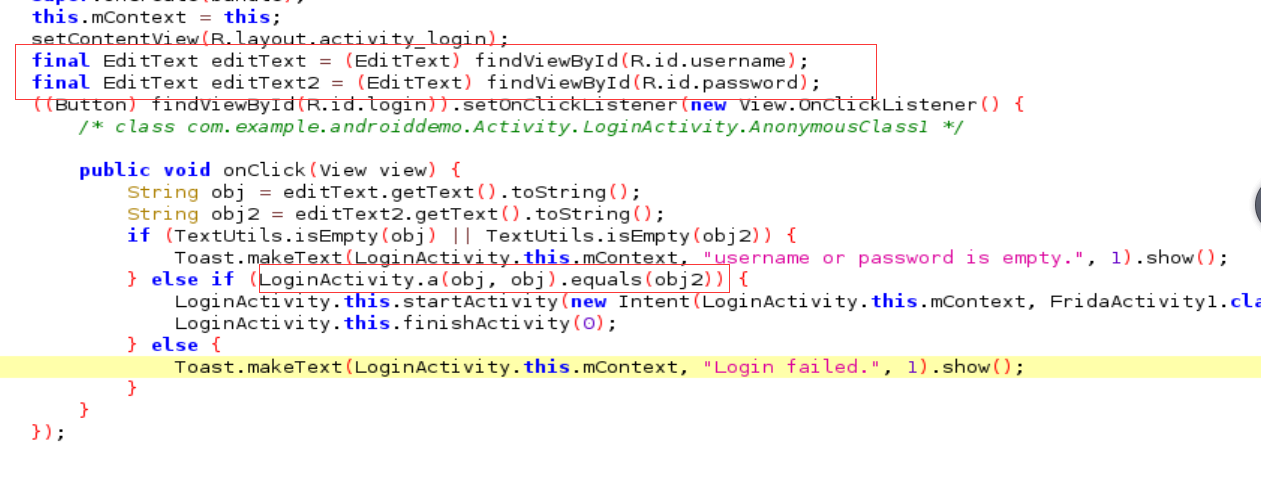 super.onCreate(bundle);
this.mContext = this;
setContentView(R.layout.activity_login);
final EditText editText = (EditText) findViewById(R.id.username);
final EditText editText2 = (EditText) findViewById(R.id.password);
((Button) findViewById(R.id.login)).setOnClickListener(new View.OnClickListener() {
/* class com.example.androiddemo.Activity.LoginActivity.AnonymousClass1 */
public void onClick(View view) {
String obj = editText.getText().toString();
String obj2 = editText2.getText().toString();
if (TextUtils.isEmpty(obj) || TextUtils.isEmpty(obj2)) {
Toast.makeText(LoginActivity.this.mContext, "username or password is empty.", 1).show();
} else if (LoginActivity.a(obj, obj).equals(obj2)) {
LoginActivity.this.startActivity(new Intent(LoginActivity.this.mContext, FridaActivity1.cla
LoginActivity.this.finishActivity(0);
} else {
Toast.makeText(LoginActivity.this.mContext, "Login failed.", 1).show();
}
}
});